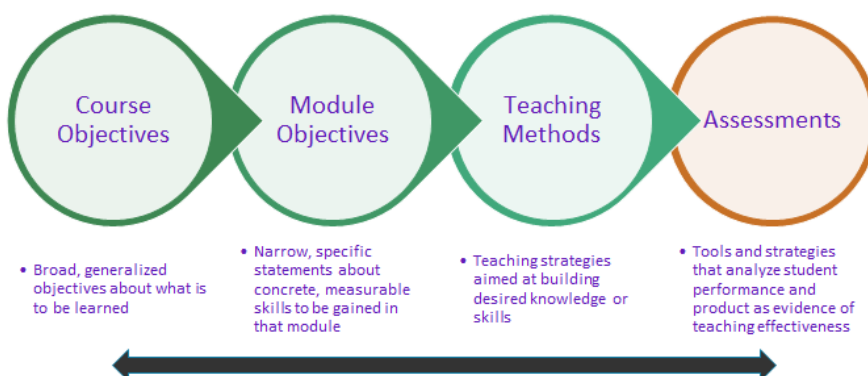 Course
Objectives
Module
Objectives
Teaching
Methods
Assessments
• Broad, generalized
objectives about what is
to be learned
• Narrow, specific
statements about
concrete, measurable
skills to be gained in
that module
• Teaching strategies
aimed at building
desired knowledge or
skills
• Tools and strategies
that analyze student
performance and
product as evidence of
teaching effectiveness